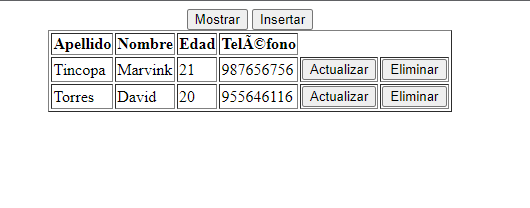 Mostrar Insertar
Apellido Nombre Edad TelÃ©fono
Tincopa Marvink 21 987656756 Actualizar Eliminar
Torres David 20 955646116 Actualizar Eliminar